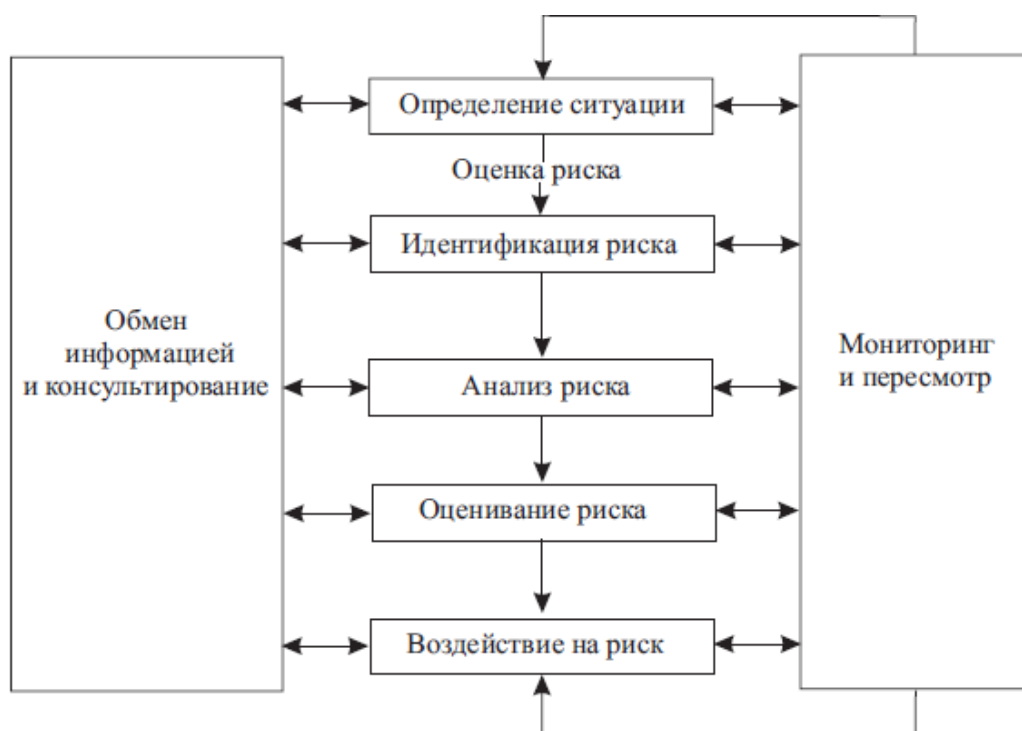 Определение ситуации
Оценка риска
Идентификация риска
Обмен
информацией
и консультирование
Мониторинг
и пересмотр
Анализ риска
Оценивание риска
Воздействие на риск